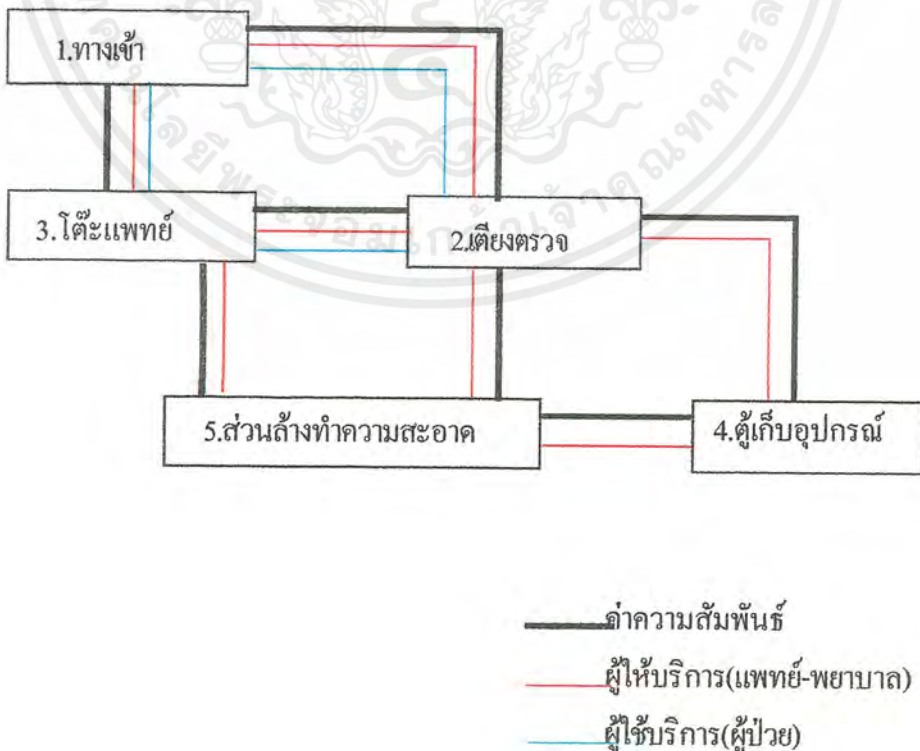 1.ทางเข้า
3.โต๊ะแพทย์
2.เตียงตรวจ
5.ส่วนล้างทำความสะอาด
4.ตู้เก็บอุปกรณ์
ค่าความสัมพันธ์
ผู้ให้บริการ(แพทย์-พยาบาล)
ผู้ใช้บริการ(ผู้ป่วย)